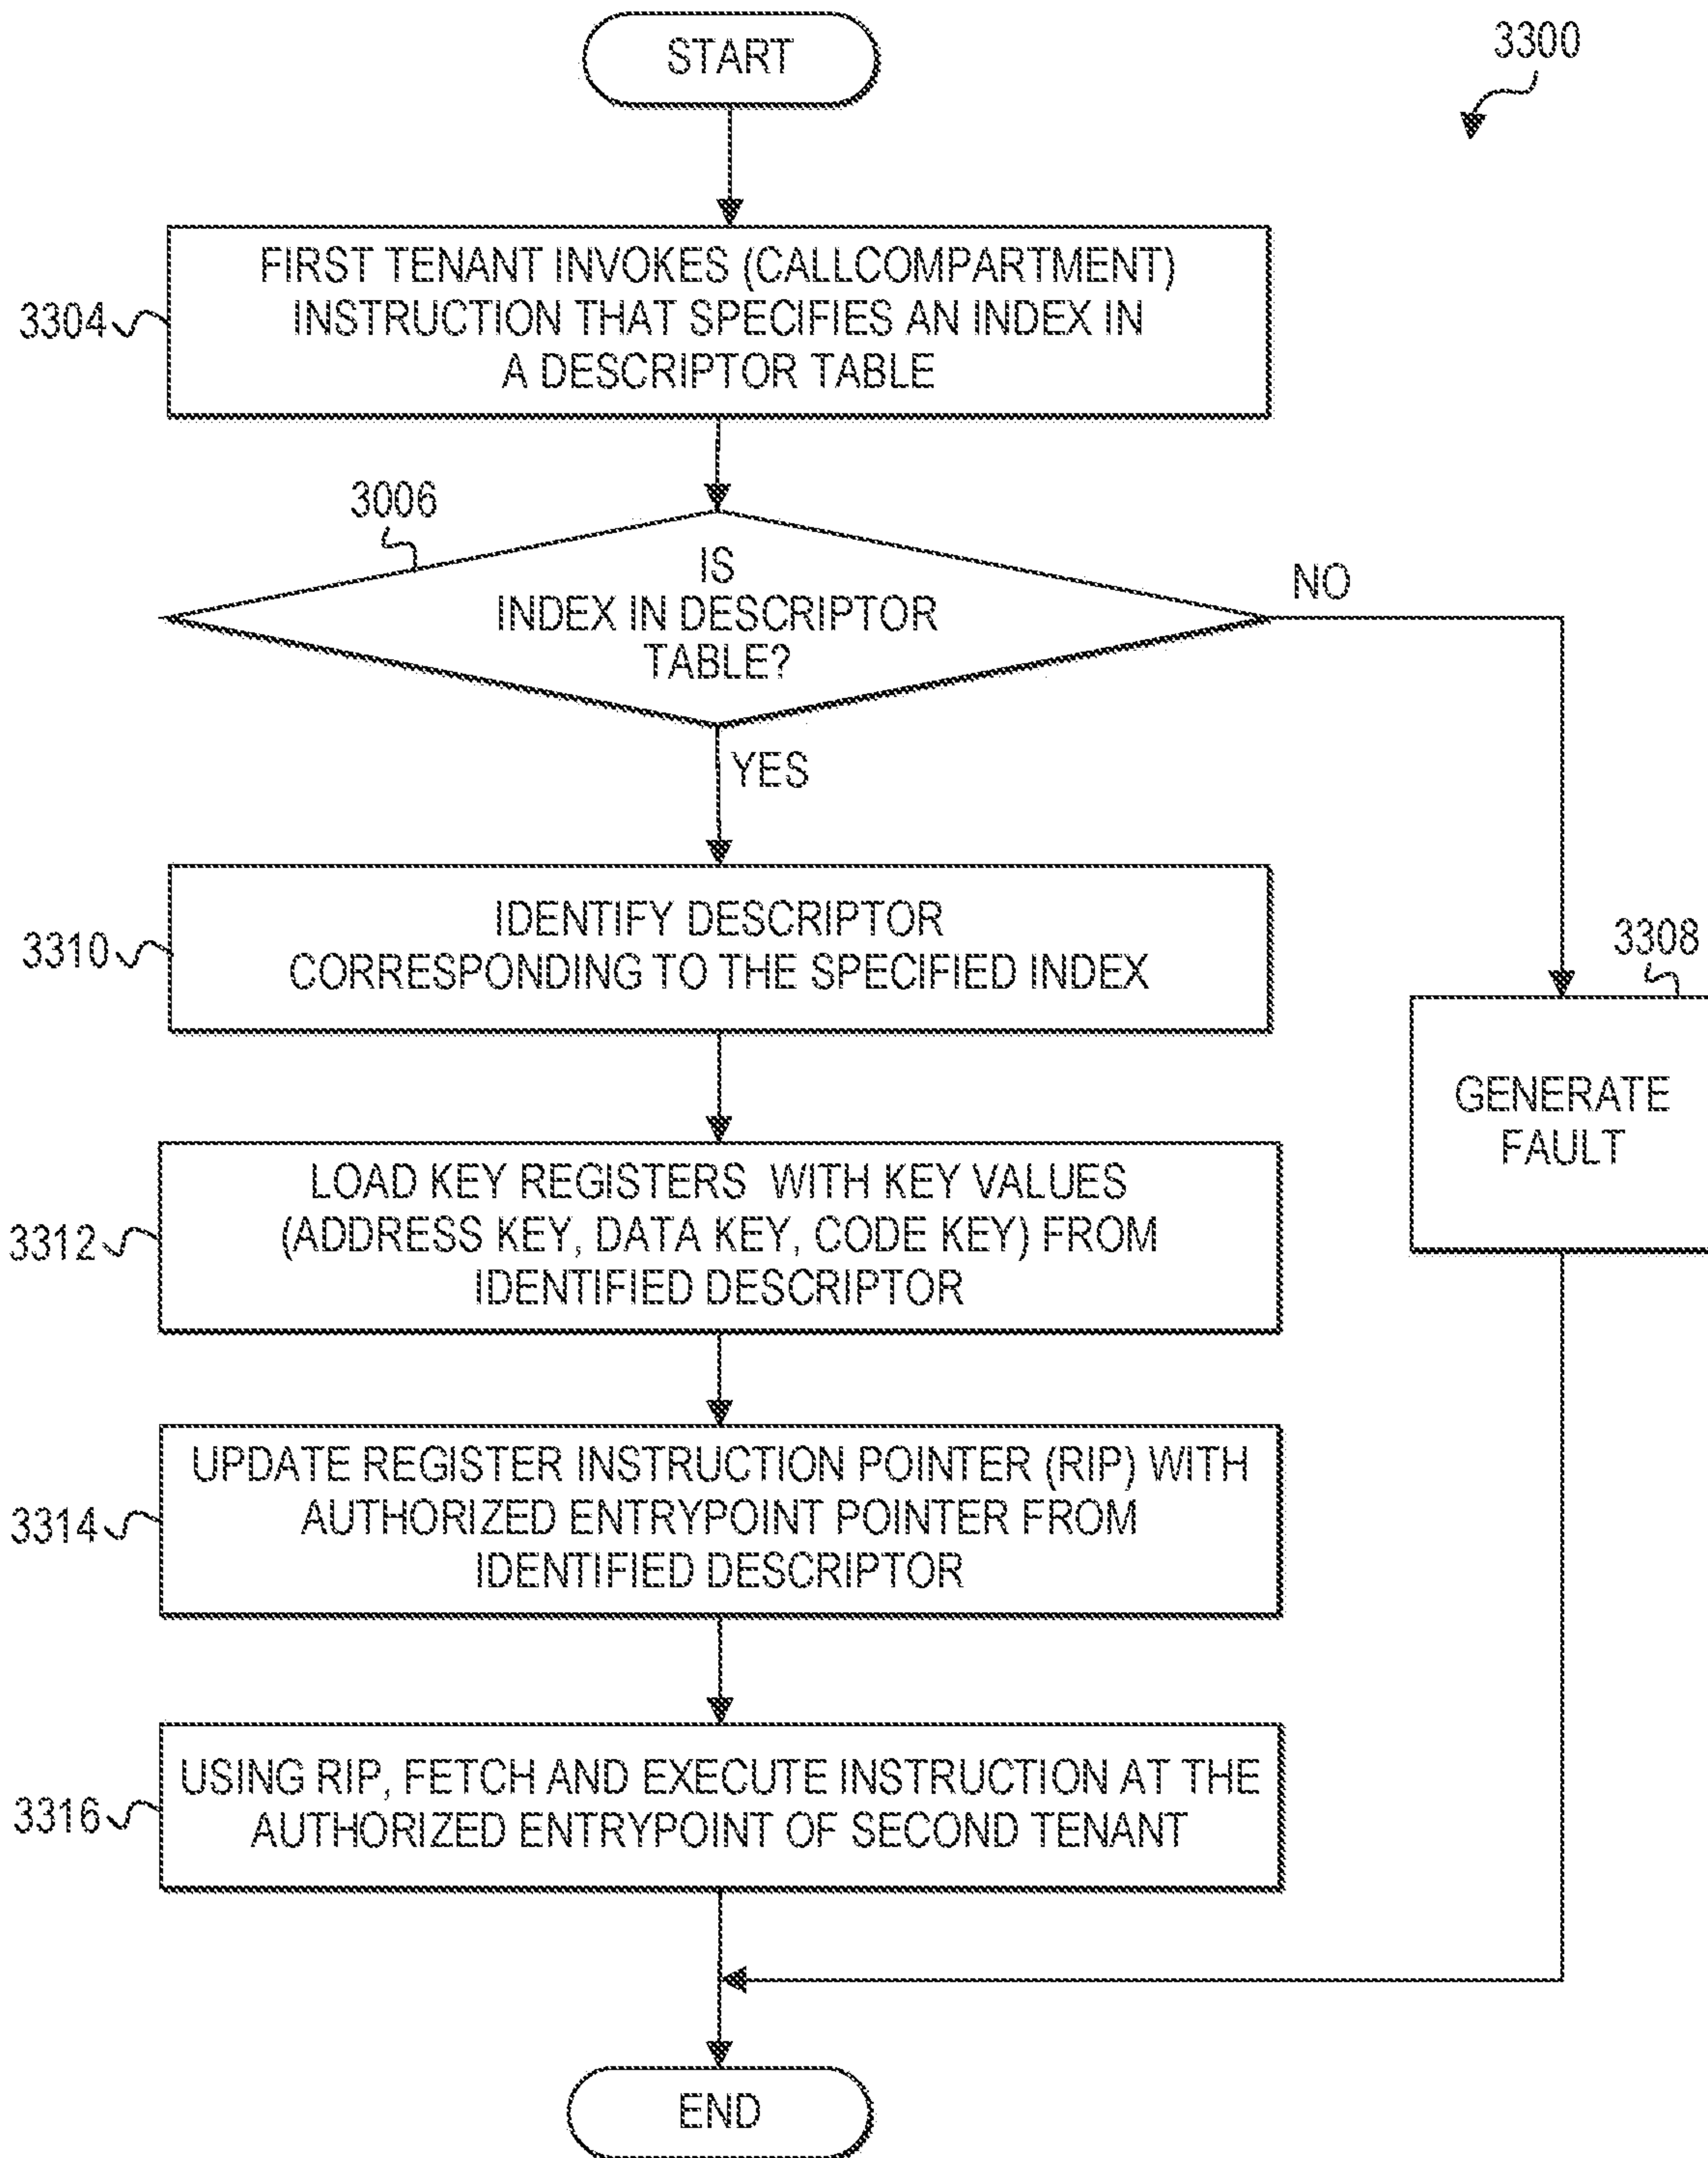 START
3300
FIRST TENANT INVOKES (CALLCOMPARTMENT)
INSTRUCTION THAT SPECIFIES AN INDEX IN
A DESCRIPTOR TABLE
3304
3006
IS
INDEX IN DESCRIPTOR
TABLE?
NO
YES
IDENTIFY DESCRIPTOR
CORRESPONDING TO THE SPECIFIED INDEX
3310
3308
GENERATE
FAULT
LOAD KEY REGISTERS WITH KEY VALUES
(ADDRESS KEY, DATA KEY, CODE KEY) FROM
IDENTIFIED DESCRIPTOR
3312
UPDATE REGISTER INSTRUCTION POINTER (RIP) WITH
AUTHORIZED ENTRYPOINT POINTER FROM
IDENTIFIED DESCRIPTOR
3314
USING RIP, FETCH AND EXECUTE INSTRUCTION AT THE
AUTHORIZED ENTRYPOINT OF SECOND TENANT
3316
END